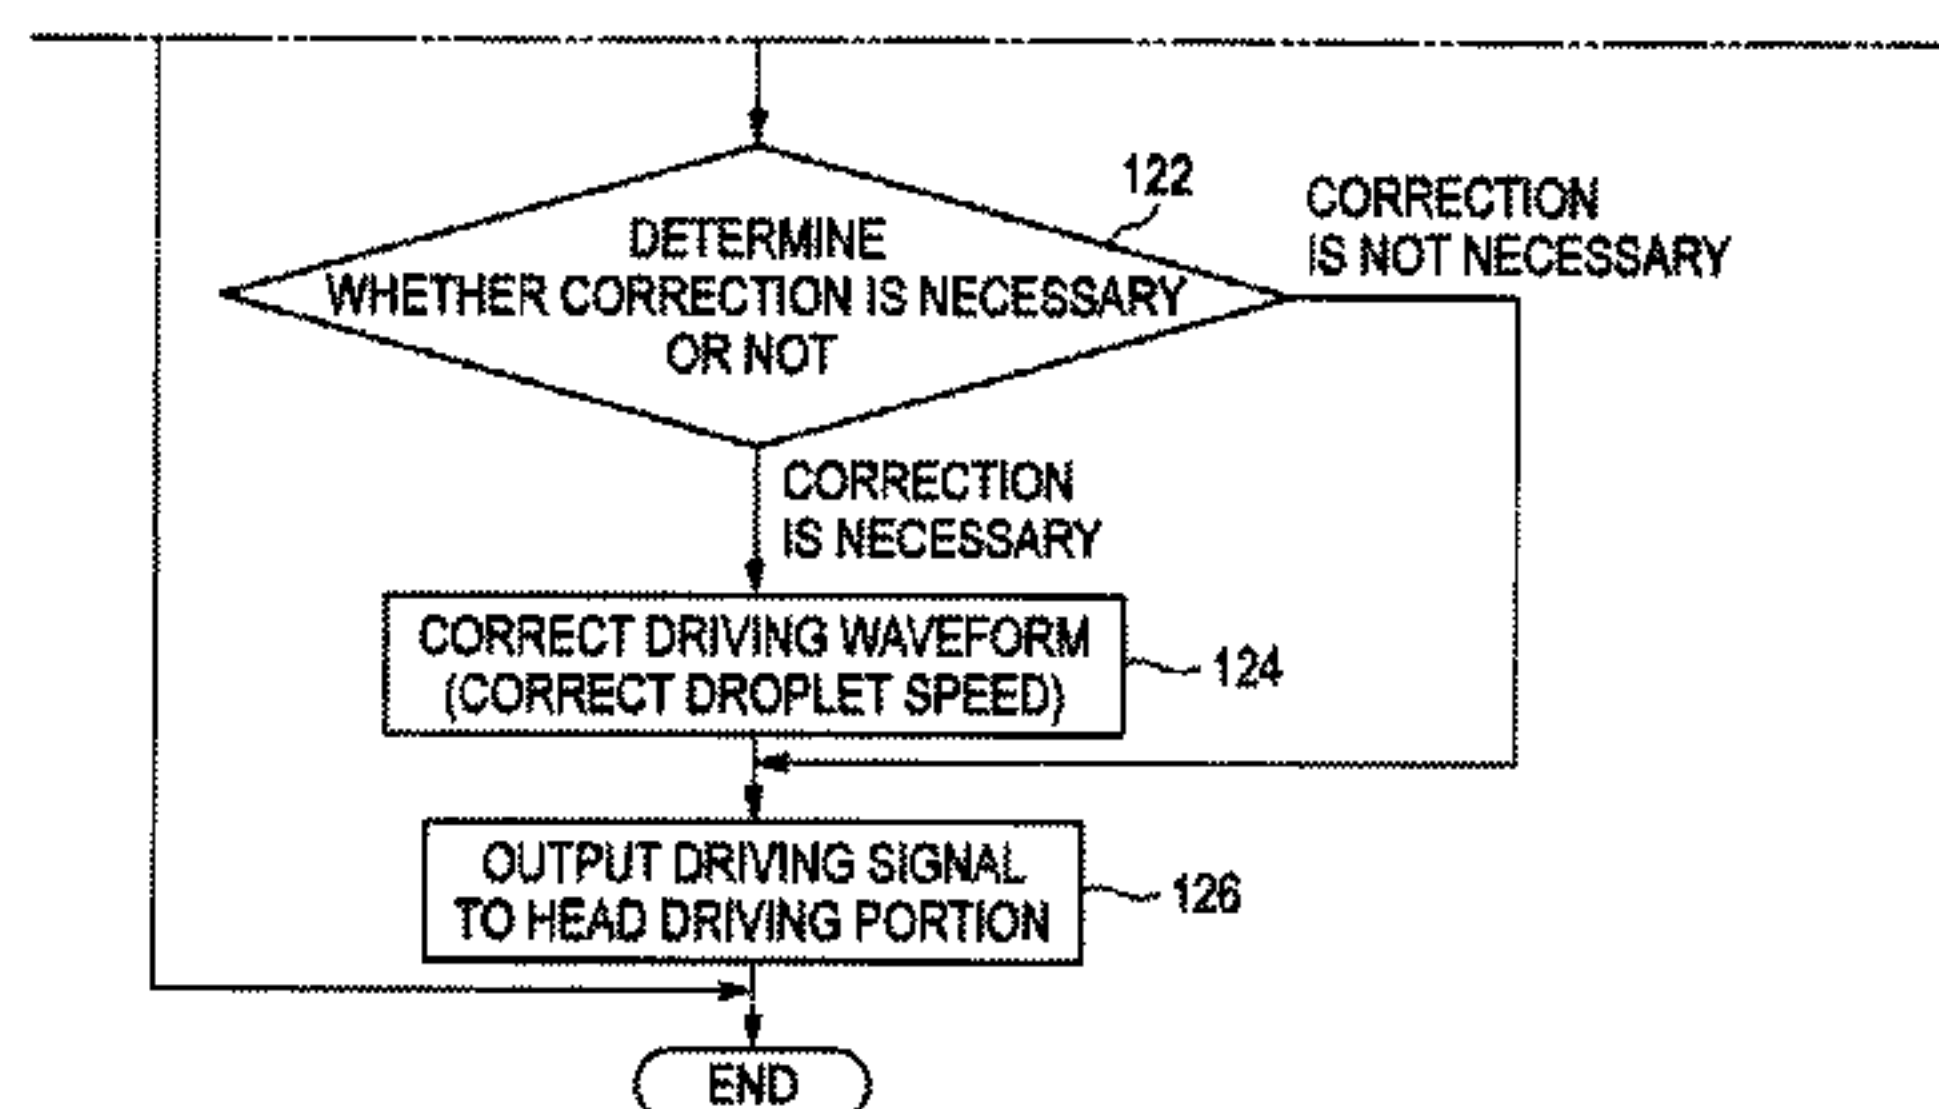 122
CORRECTION
IS NOT NECESSARY
DETERMINE
WHETHER CORRECTION IS NECESSARY
OR NOT
CORRECTION
IS NECESSARY
CORRECT DRIVING WAVEFORM
(CORRECT DROPLET SPEED)
124
OUTPUT DRIVING SIGNAL
TO HEAD DRIVING PORTION
126
END